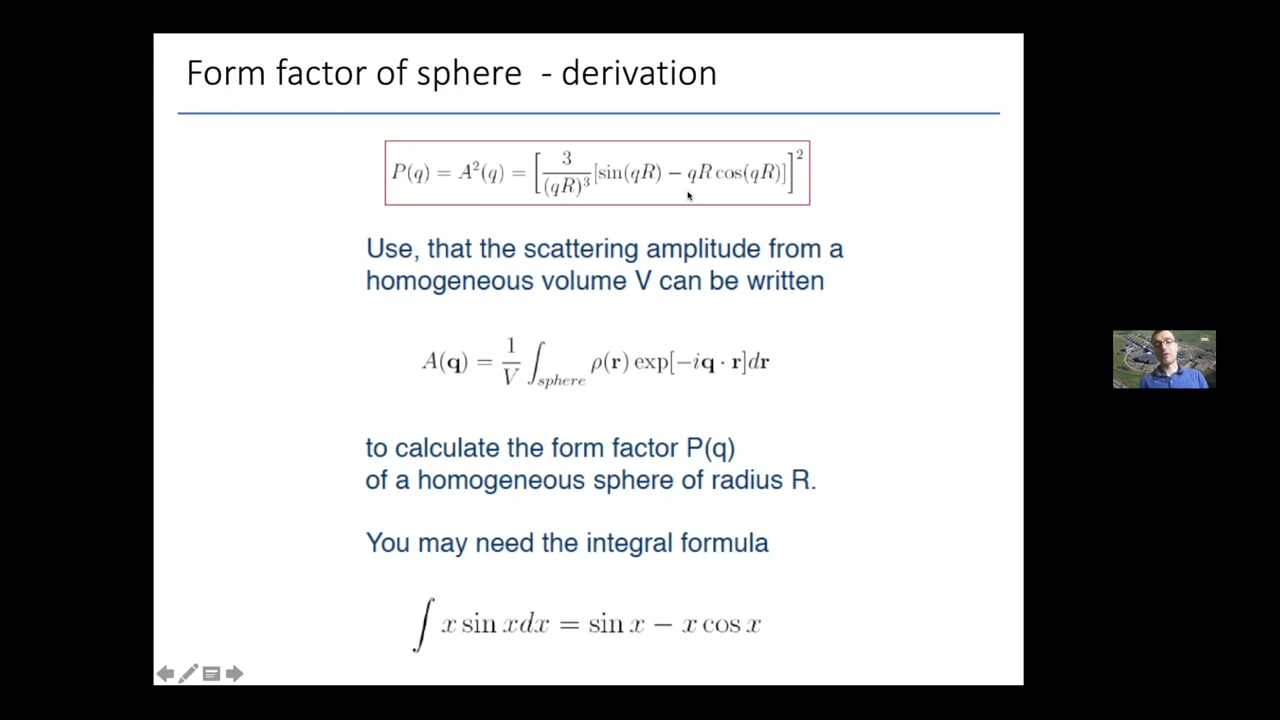 Form factor of sphere - derivation
P(q) = A²(q) = [3/(qR)³ [sin(qR) − qR cos(qR)]]²
Use, that the scattering amplitude from a
homogeneous volume V can be written
A(q) = 1/V ∫_sphere ρ(r) exp[−iq · r]dr
to calculate the form factor P(q)
of a homogeneous sphere of radius R.
You may need the integral formula
∫ x sin xdx = sin x − x cos x